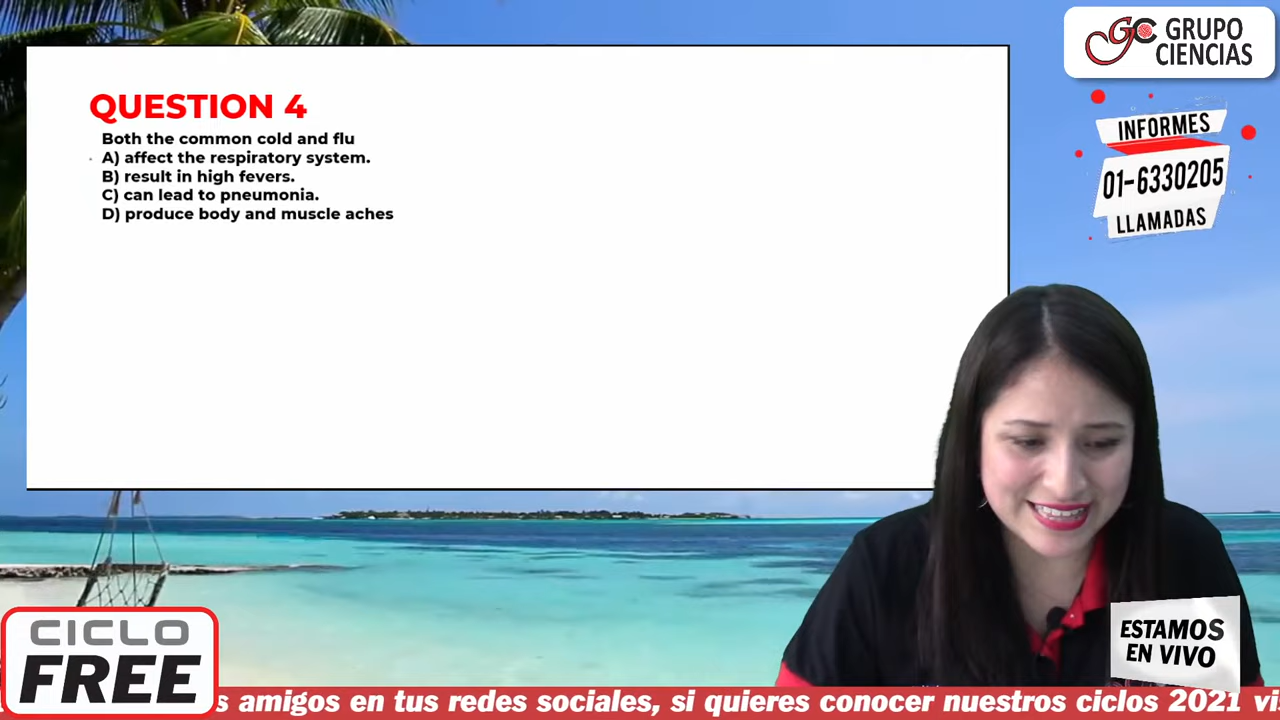 QUESTION 4
Both the common cold and flu
A) affect the respiratory system.
B) result in high fevers.
C) can lead to pneumonia.
D) produce body and muscle aches
GC GRUPO
CIENCIAS
INFORMES
01-6330205
LLAMADAS
ESTAMOS
EN VIVO
CICLO
FREE
s amigos en tus redes sociales, si quieres conocer nuestros ciclos 2021 vi